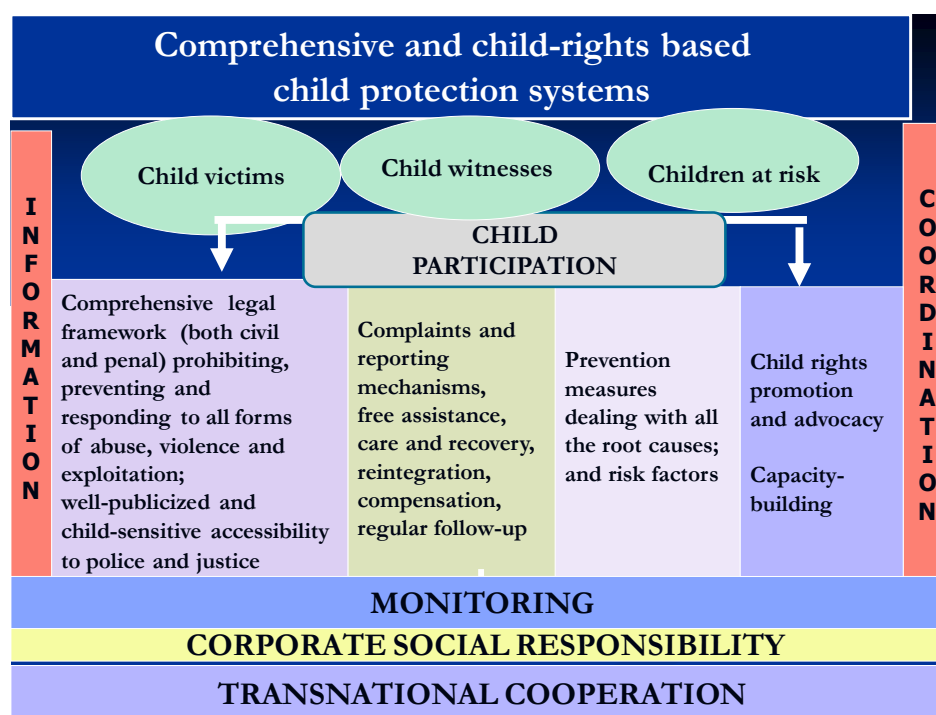 Comprehensive and child-rights based
child protection systems
Child victims
Child witnesses
Children at risk
CHILD
PARTICIPATION
INFORMATION
Comprehensive legal
framework (both civil
and penal) prohibiting,
preventing and
responding to all forms
of abuse, violence and
exploitation;
well-publicized and
child-sensitive accessibility
to police and justice
Complaints and
reporting
mechanisms,
free assistance,
care and recovery,
reintegration,
compensation,
regular follow-up
Prevention
measures
dealing with all
the root causes;
and risk factors
Child rights
promotion
and advocacy
Capacity-
building
COORDINATION
MONITORING
CORPORATE SOCIAL RESPONSIBILITY
TRANSNATIONAL COOPERATION